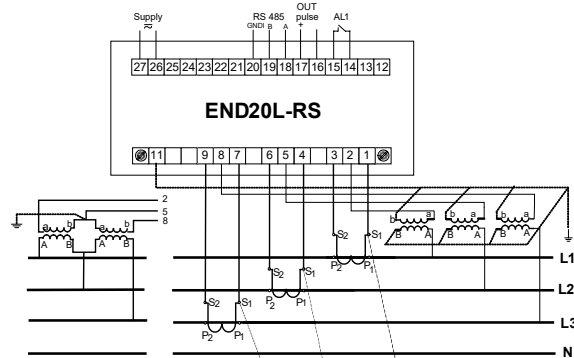 Supply RS 485 OUT pulse AL1
≂ GNDI B A +
27 26 25 24 23 22 21 20 19 18 17 16 15 14 13 12
END20L-RS
11 9 8 7 6 5 4 3 2 1
2
5
8
a b a b
A B A B
b a b a b a
B A B A B A
S2 S1
P2 P1 L1
S2 S1
P2 P1 L2
S2 S1
P2 P1 L3
N